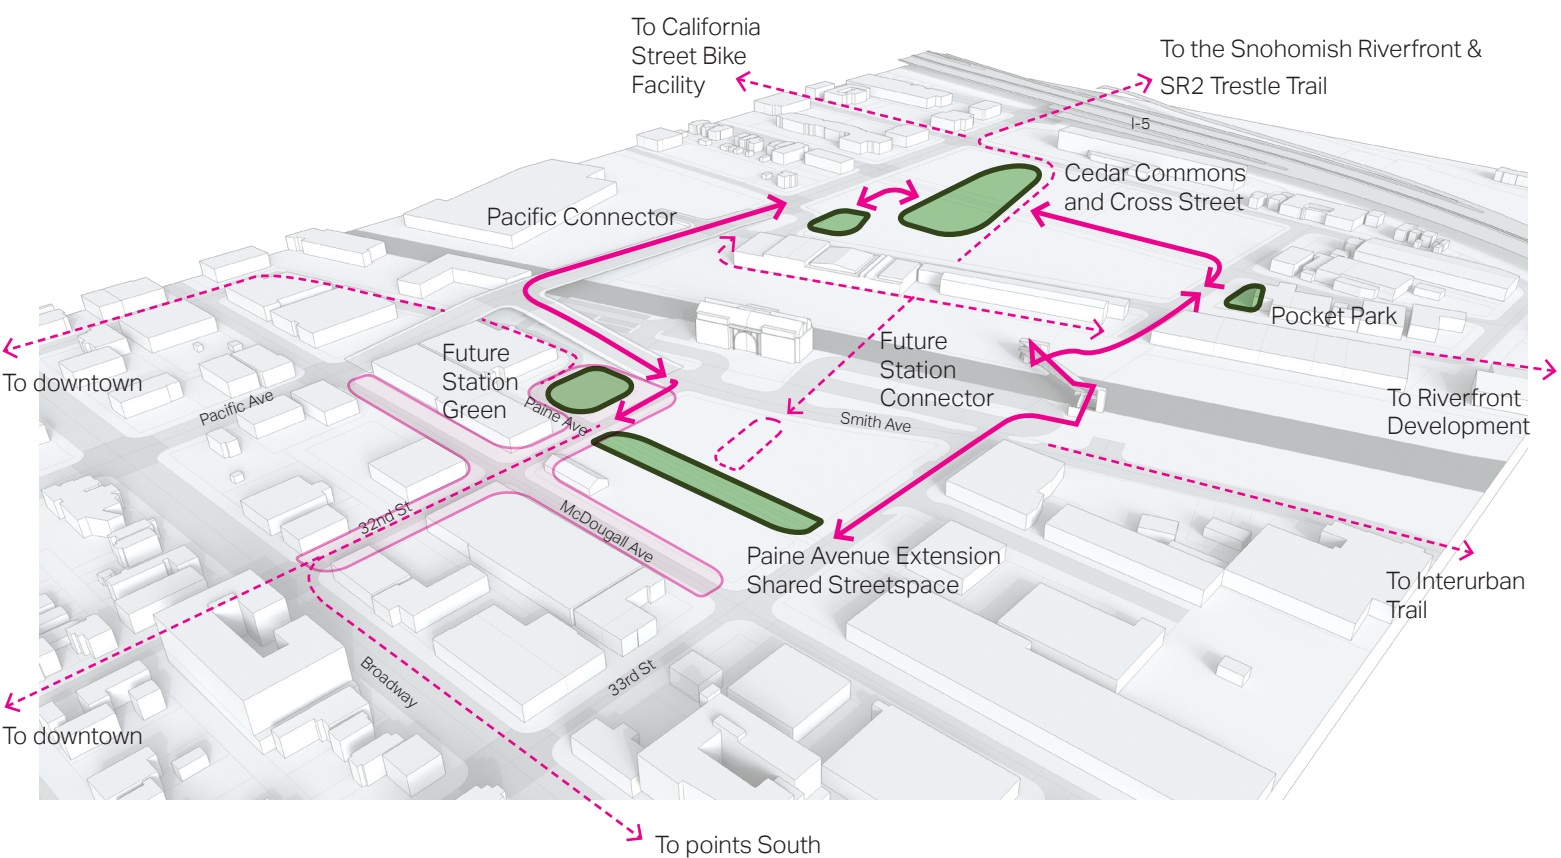 To California
Street Bike
Facility
To the Snohomish Riverfront &
SR2 Trestle Trail
I-5
Cedar Commons
and Cross Street
Pacific Connector
Pocket Park
Future
Station
Green
Future
Station
Connector
To downtown
Pacific Ave
Paine Ave
Smith Ave
To Riverfront
Development
32nd St
McDougall Ave
Paine Avenue Extension
Shared Streetspace
To Interurban
Trail
Broadway
33rd St
To downtown
To points South